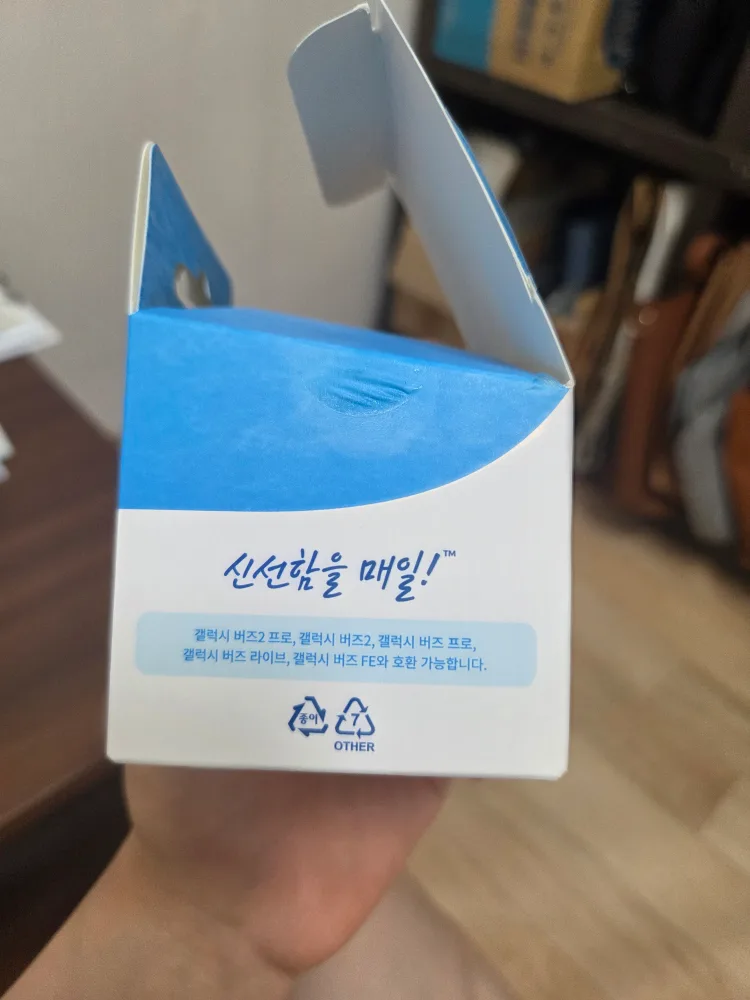 신선함을 매일!™
갤럭시 버즈2 프로, 갤럭시 버즈2, 갤럭시 버즈 프로,
갤럭시 버즈 라이브, 갤럭시 버즈 FE와 호환 가능합니다.
종이 7
OTHER